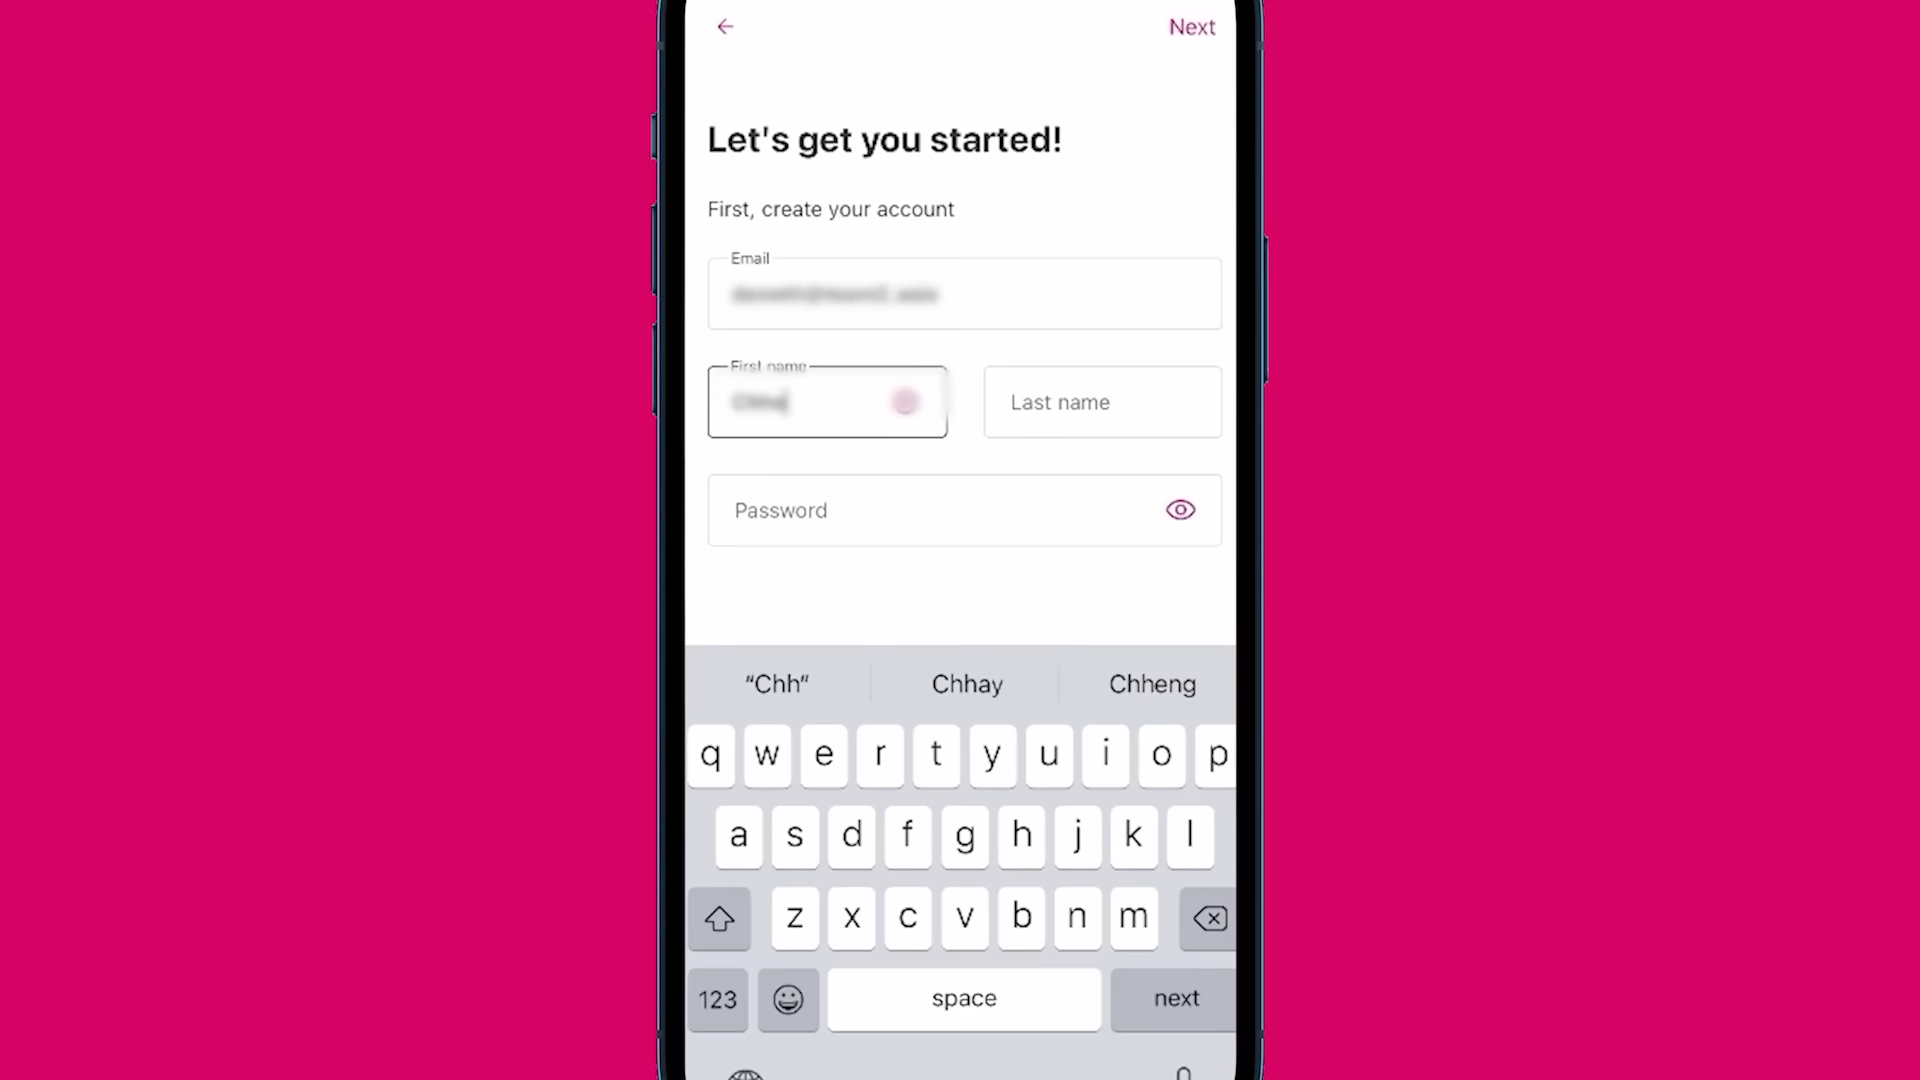 Next
Let's get you started!
First, create your account
Email
First name
Last name
Password
“Chh” Chhay Chheng
q w e r t y u i o p
a s d f g h j k l
z x c v b n m
123 space next